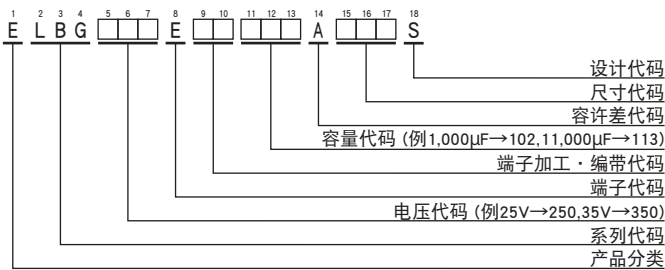 1 2 3 4 5 6 7 8 9 10 11 12 13 14 15 16 17 18
E L B G □□□ E □□ □□□ A □□□ S
设计代码
尺寸代码
容许差代码
容量代码 (例1,000μF→102,11,000μF→113)
端子加工・编带代码
端子代码
电压代码 (例25V→250,35V→350)
系列代码
产品分类